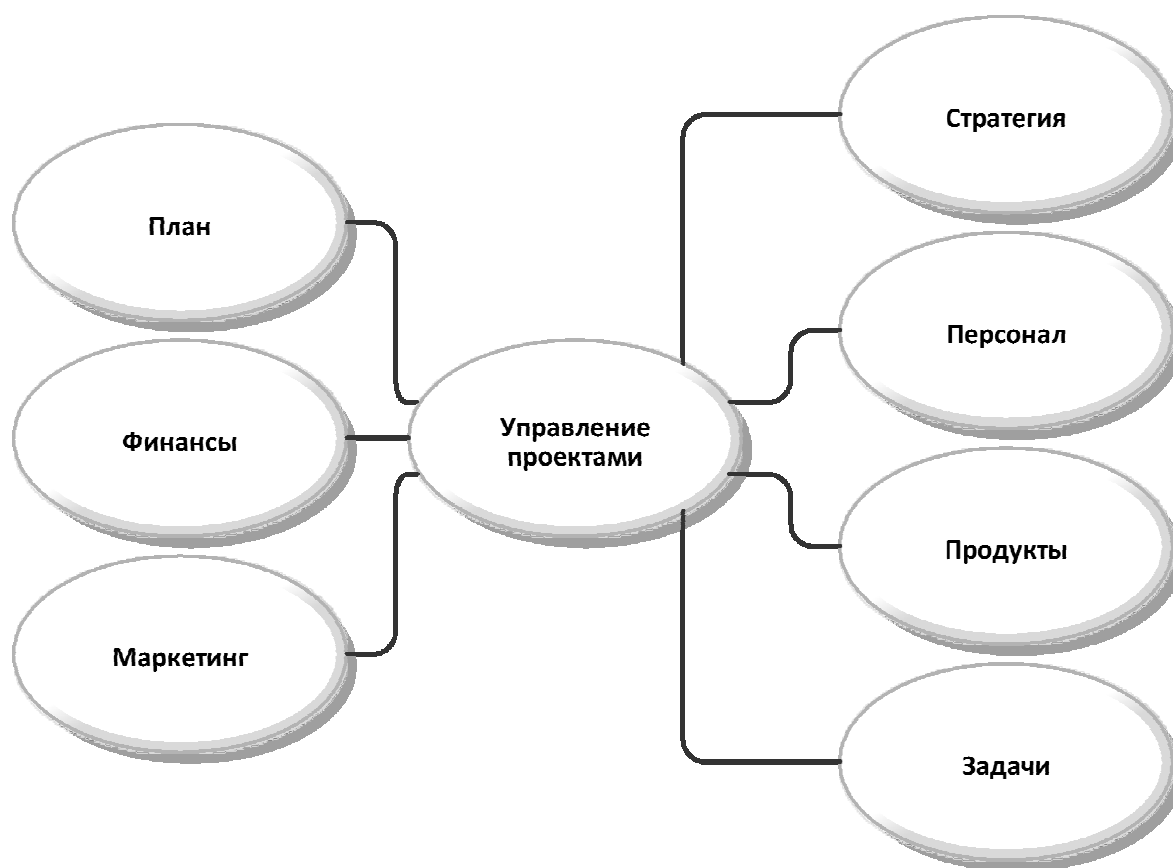 Стратегия
План
Персонал
Управление
проектами
Финансы
Продукты
Маркетинг
Задачи